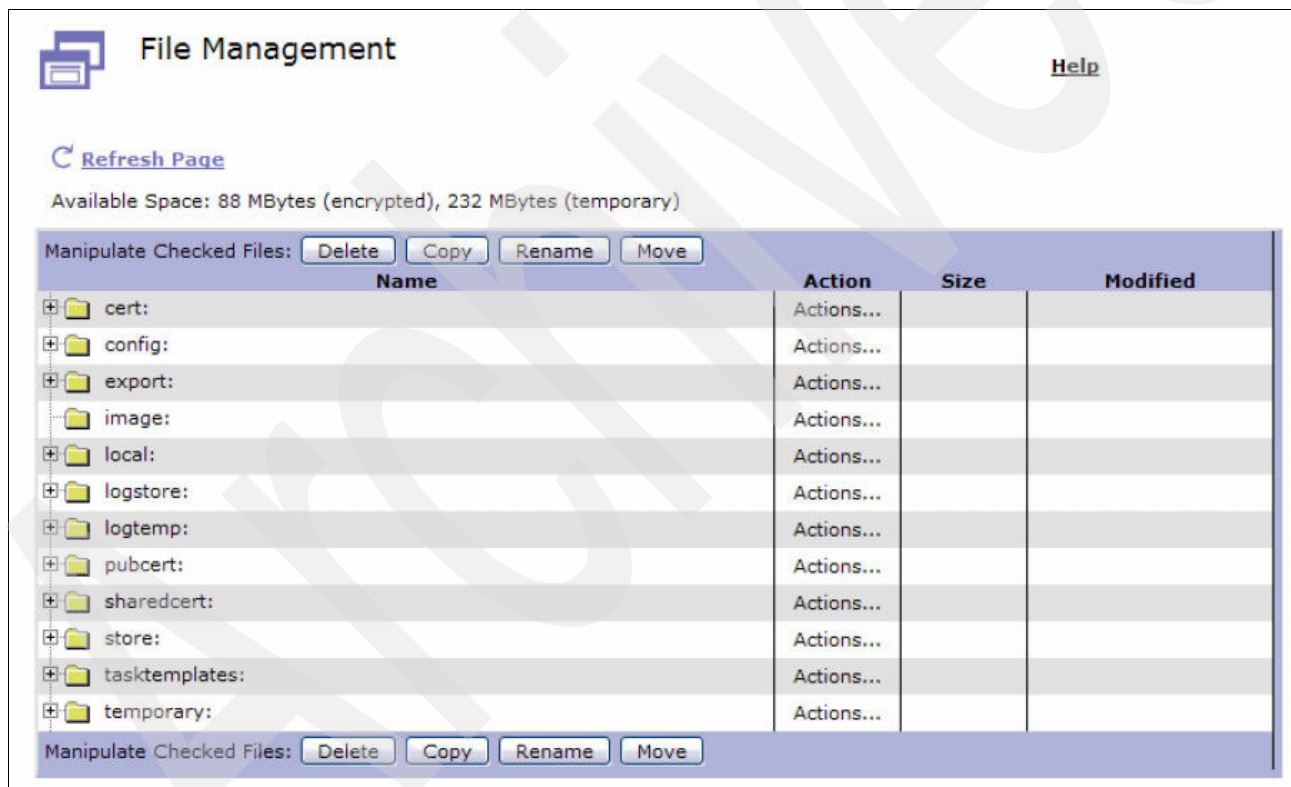 File Management
Help
Refresh Page
Available Space: 88 MBytes (encrypted), 232 MBytes (temporary)
Manipulate Checked Files: Delete Copy Rename Move
Name Action Size Modified
cert: Actions...
config: Actions...
export: Actions...
image: Actions...
local: Actions...
logstore: Actions...
logtemp: Actions...
pubcert: Actions...
sharedcert: Actions...
store: Actions...
tasktemplates: Actions...
temporary: Actions...
Manipulate Checked Files: Delete Copy Rename Move